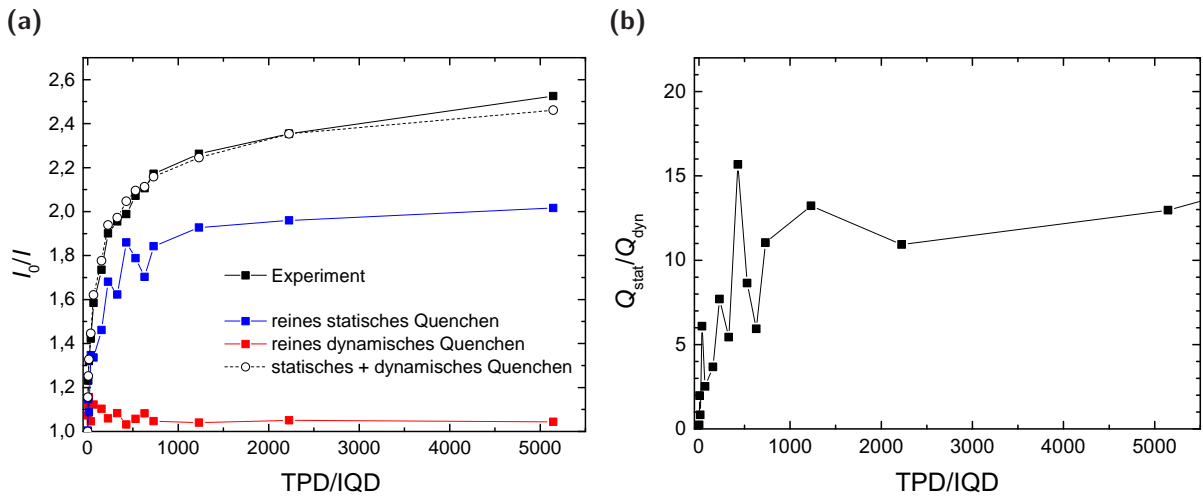 (a)
2,6
2,4
2,2
2,0
1,8
1,6
1,4
1,2
1,0
I0/I
Experiment
reines statisches Quenchen
reines dynamisches Quenchen
statisches + dynamisches Quenchen
0 1000 2000 3000 4000 5000
TPD/IQD
(b)
20
15
10
5
0
Qstat/Qdyn
0 1000 2000 3000 4000 5000
TPD/IQD